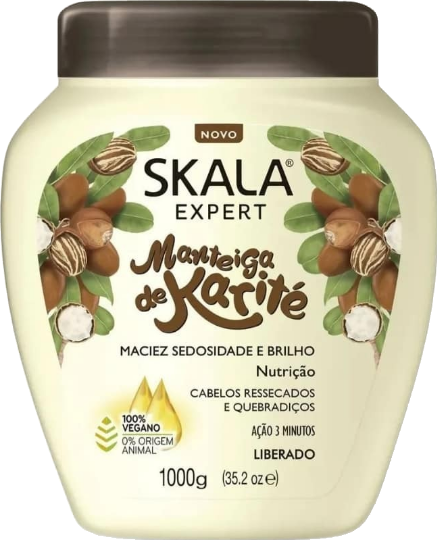 NOVO
SKALA®
EXPERT
Manteiga
de Karité
MACIEZ SEDOSIDADE E BRILHO
Nutrição
CABELOS RESSECADOS
E QUEBRADIÇOS
100%
VEGANO
0% ORIGEM
ANIMAL
AÇÃO 3 MINUTOS
LIBERADO
1000g (35.2 oz℮)